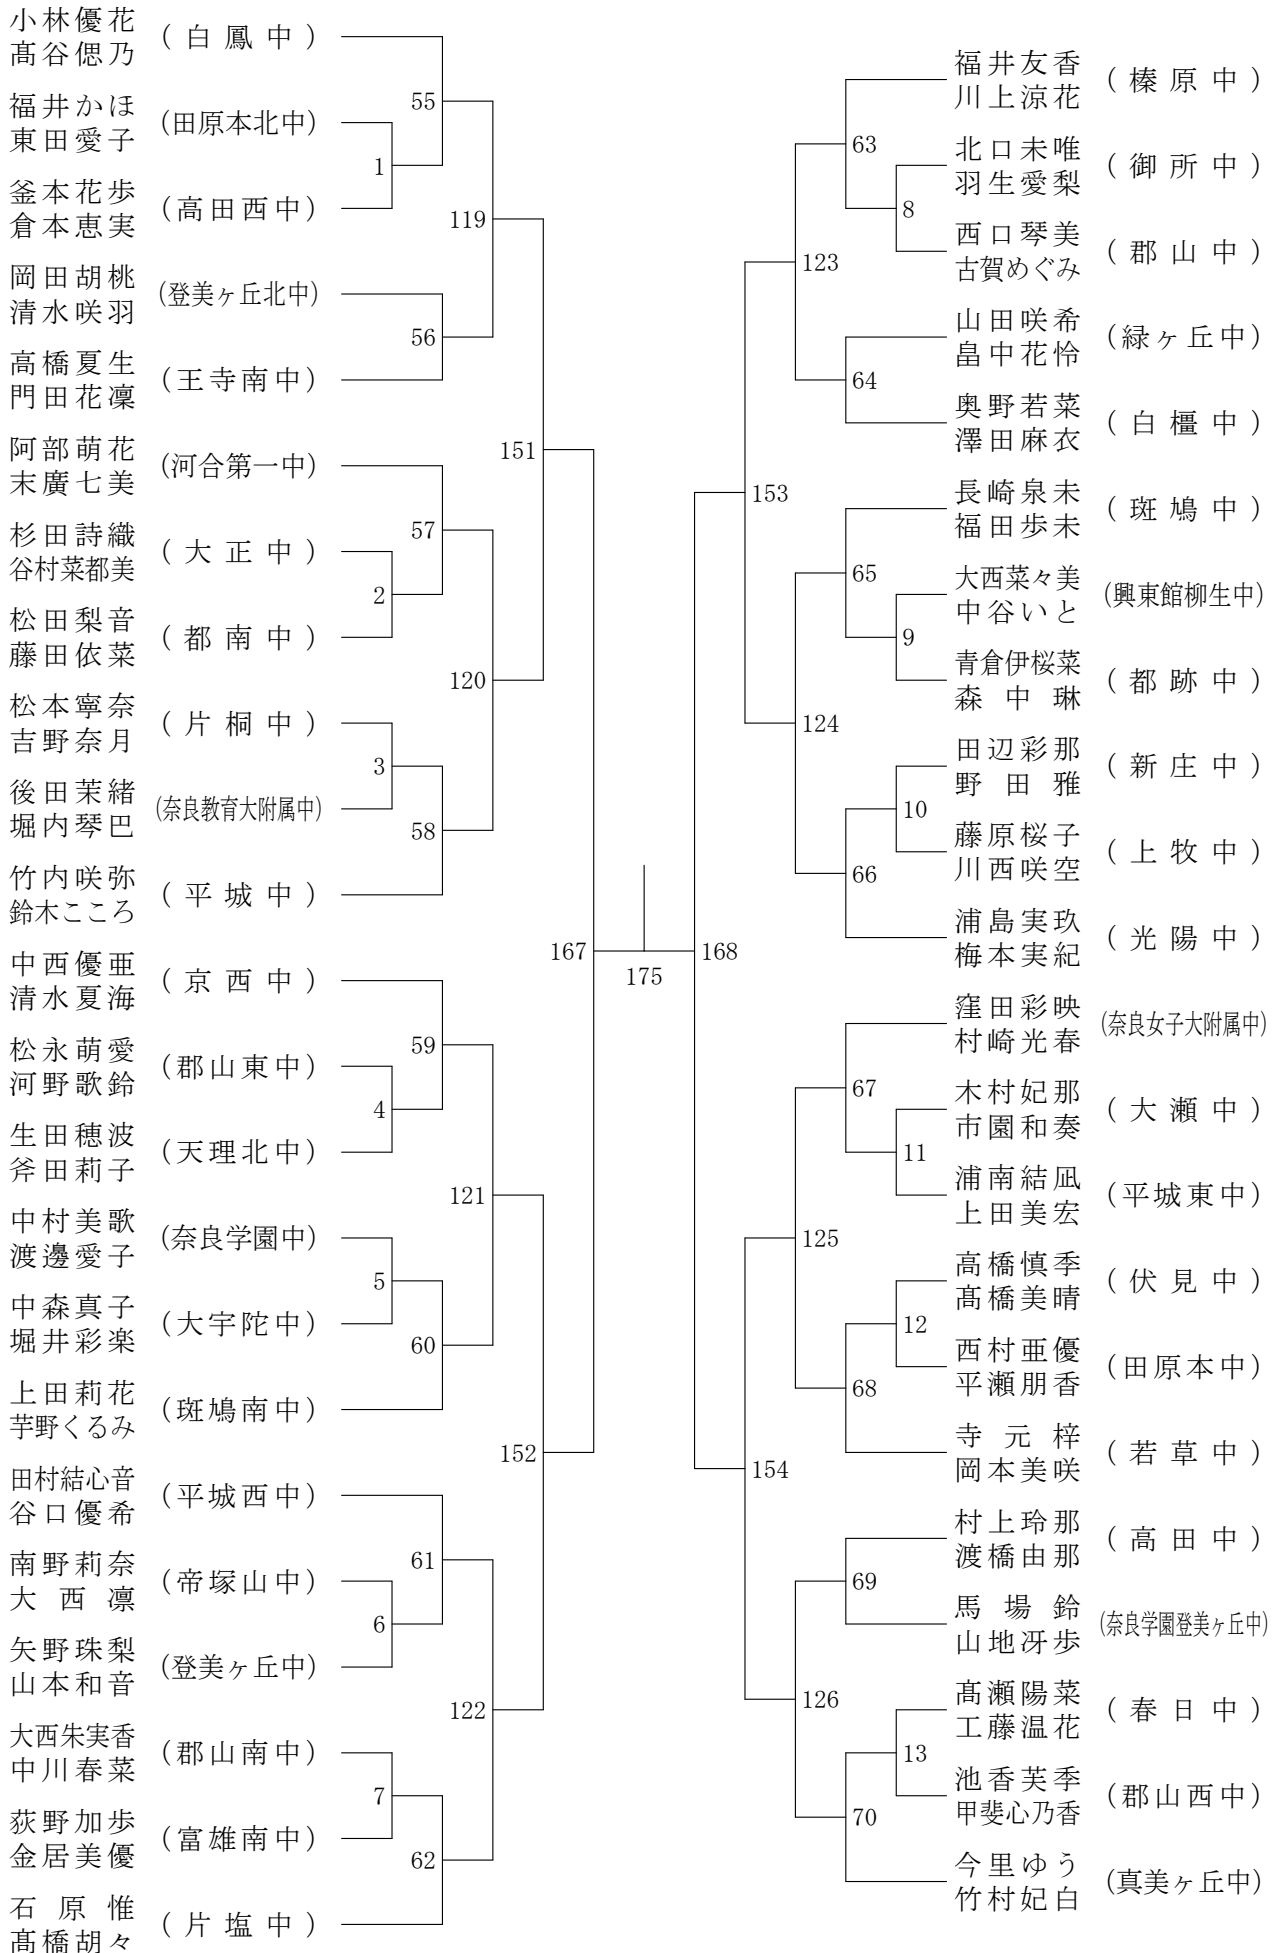 小林優花
髙谷偲乃
(白鳳中)
福井かほ
東田愛子
(田原本北中)
釜本花歩
倉本恵実
(高田西中)
岡田胡桃
清水咲羽
(登美ヶ丘北中)
高橋夏生
門田花凜
(王寺南中)
阿部萌花
末廣七美
(河合第一中)
杉田詩織
谷村菜都美
(大正中)
松田梨音
藤田依菜
(都南中)
松本寧奈
吉野奈月
(片桐中)
後田茉緒
堀内琴巴
(奈良教育大附属中)
竹内咲弥
鈴木こころ
(平城中)
中西優亜
清水夏海
(京西中)
松永萌愛
河野歌鈴
(郡山東中)
生田穂波
斧田莉子
(天理北中)
中村美歌
渡邊愛子
(奈良学園中)
中森真子
堀井彩楽
(大宇陀中)
上田莉花
芋野くるみ
(斑鳩南中)
田村結心音
谷口優希
(平城西中)
南野莉奈
大西凛
(帝塚山中)
矢野珠梨
山本和音
(登美ヶ丘中)
大西朱実香
中川春菜
(郡山南中)
荻野加歩
金居美優
(富雄南中)
石原惟
髙橋胡々
(片塩中)
55
1
119
56
151
57
2
120
3
58
167
59
4
121
5
60
152
61
6
122
7
62
175
168
63
8
123
64
153
65
9
124
10
66
67
11
125
12
68
154
69
126
13
70
福井友香
川上涼花
(榛原中)
北口未唯
羽生愛梨
(御所中)
西口琴美
古賀めぐみ
(郡山中)
山田咲希
畠中花怜
(緑ヶ丘中)
奥野若菜
澤田麻衣
(白橿中)
長崎泉未
福田歩未
(斑鳩中)
大西菜々美
中谷いと
(興東館柳生中)
青倉伊桜菜
森中琳
(都跡中)
田辺彩那
野田雅
(新庄中)
藤原桜子
川西咲空
(上牧中)
浦島実玖
梅本実紀
(光陽中)
窪田彩映
村崎光春
(奈良女子大附属中)
木村妃那
市園和奏
(大瀬中)
浦南結凪
上田美宏
(平城東中)
高橋慎季
髙橋美晴
(伏見中)
西村亜優
平瀬朋香
(田原本中)
寺元梓
岡本美咲
(若草中)
村上玲那
渡橋由那
(高田中)
馬場鈴
山地冴歩
(奈良学園登美ヶ丘中)
髙瀬陽菜
工藤温花
(春日中)
池香芙季
甲斐心乃香
(郡山西中)
今里ゆう
竹村妃白
(真美ヶ丘中)